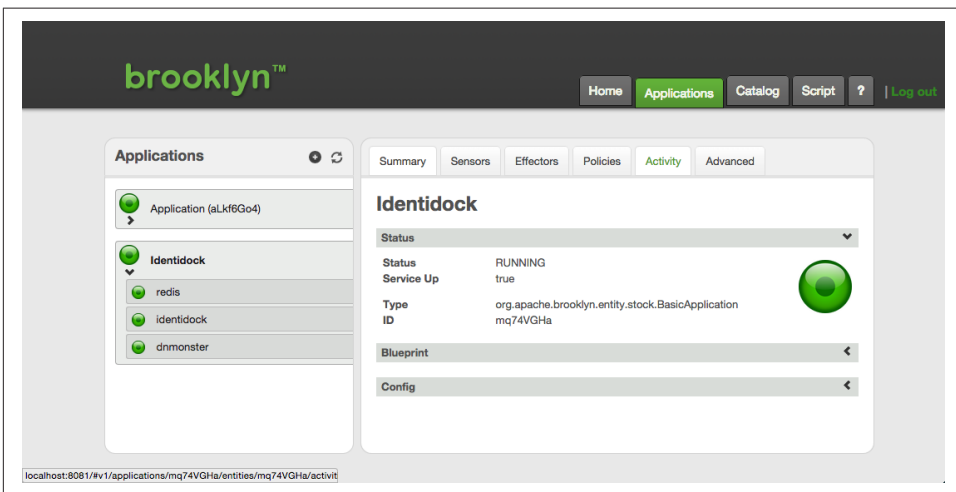 brooklyn™
Home Applications Catalog Script ? | Log out
Applications
Application (aLkf6Go4)
Identidock
redis
identidock
dnmonster
Summary Sensors Effectors Policies Activity Advanced
Identidock
Status
Status RUNNING
Service Up true
Type org.apache.brooklyn.entity.stock.BasicApplication
ID mq74VGHa
Blueprint
Config
localhost:8081/#v1/applications/mq74VGHa/entities/mq74VGHa/activit